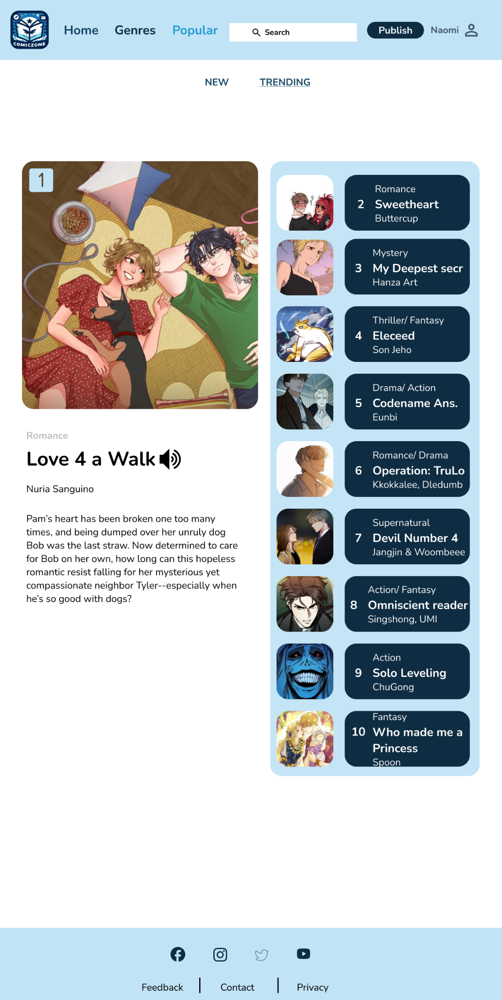 COMICZONE
Home
Genres
Popular
Search
Publish
Naomi
NEW
TRENDING
1
Romance
Love 4 a Walk
Nuria Sanguino
Pam’s heart has been broken one too many
times, and being dumped over her unruly dog
Bob was the last straw. Now determined to care
for Bob on her own, how long can this hopeless
romantic resist falling for her mysterious yet
compassionate neighbor Tyler--especially when
he’s so good with dogs?
Romance
2 Sweetheart
Buttercup
Mystery
3 My Deepest secr
Hanza Art
Thriller/ Fantasy
4 Eleceed
Son Jeho
Drama/ Action
5 Codename Ans.
Eunbi
Romance/ Drama
6 Operation: TruLo
Kkokkalee, Dledumb
Supernatural
7 Devil Number 4
Jangjin & Woombeee
Action/ Fantasy
8 Omniscient reader
Singshong, UMI
Action
9 Solo Leveling
ChuGong
Fantasy
10 Who made me a
Princess
Spoon
Feedback
Contact
Privacy